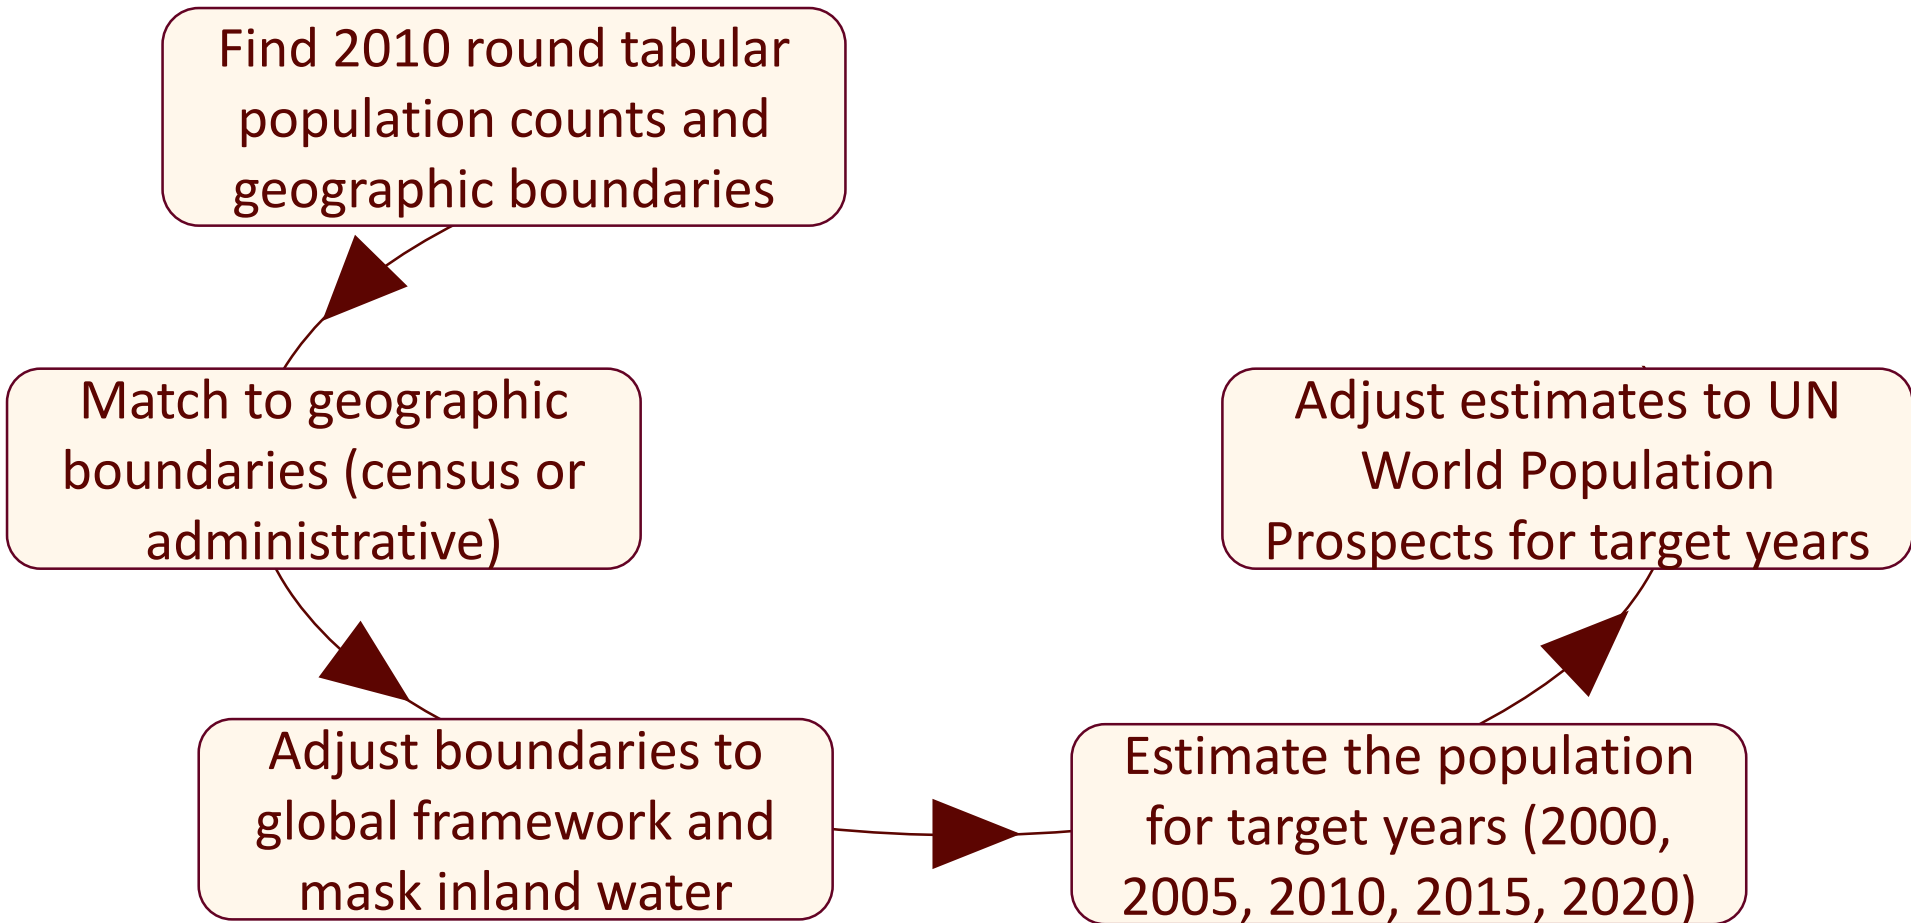 Find 2010 round tabular
population counts and
geographic boundaries
Match to geographic
boundaries (census or
administrative)
Adjust boundaries to
global framework and
mask inland water
Estimate the population
for target years (2000,
2005, 2010, 2015, 2020)
Adjust estimates to UN
World Population
Prospects for target years